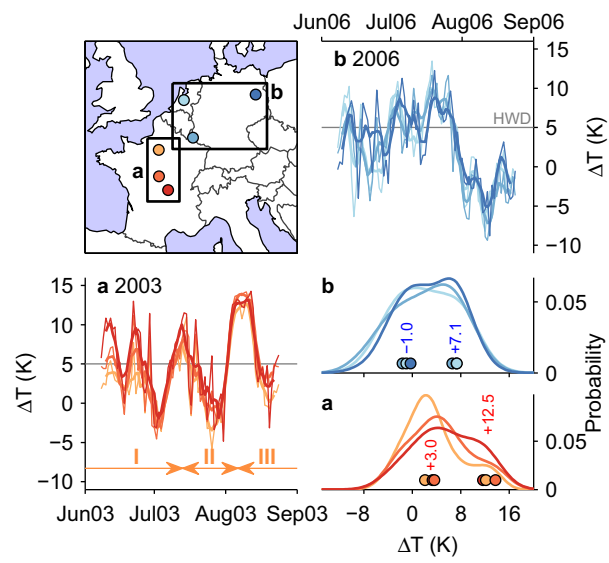 Jun06 Jul06 Aug06 Sep06
b
a
b 2006
HWD
15
10
5
0
−5
−10
ΔT (K)
a 2003
15
10
5
0
−5
−10
ΔT (K)
I II III
Jun03 Jul03 Aug03 Sep03
b
−1.0
+7.1
0.05
0
a
+3.0
+12.5
0.05
0
Probability
−8 0 8 16
ΔT (K)